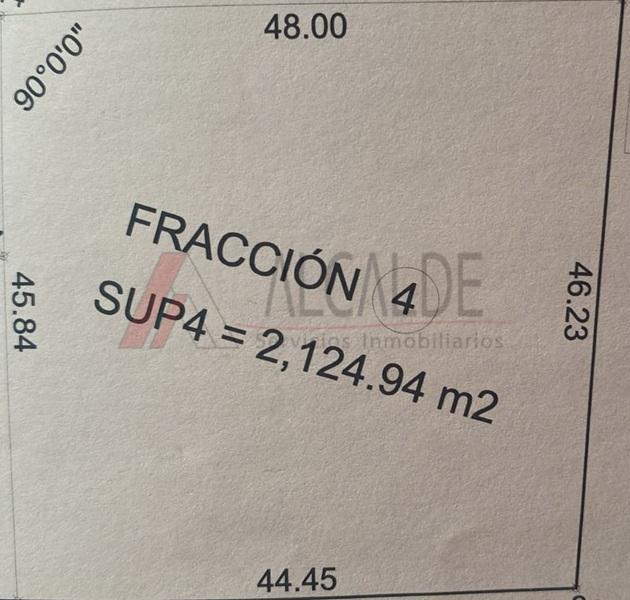 48.00
90°0'0"
FRACCIÓN 4
ALCALDE
SUP4 = 2,124.94 m2
Servicios Inmobiliarios
45.84
46.23
44.45